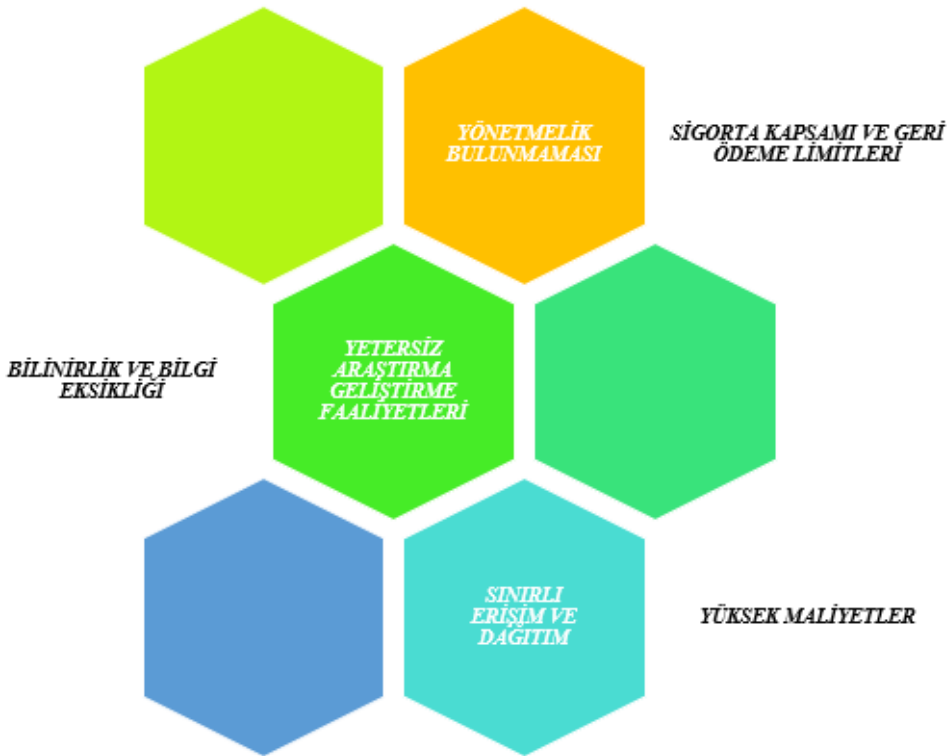 YÖNETMELİK
BULUNMAMASI
SİGORTA KAPSAMI VE GERİ
ÖDEME LİMİTLERİ
BİLİNİRLİK VE BİLGİ
EKSİKLİĞİ
YETERSİZ
ARAŞTIRMA
GELİŞTİRME
FAALİYETLERİ
SINIRLI
ERİŞİM VE
DAĞITIM
YÜKSEK MALİYETLER